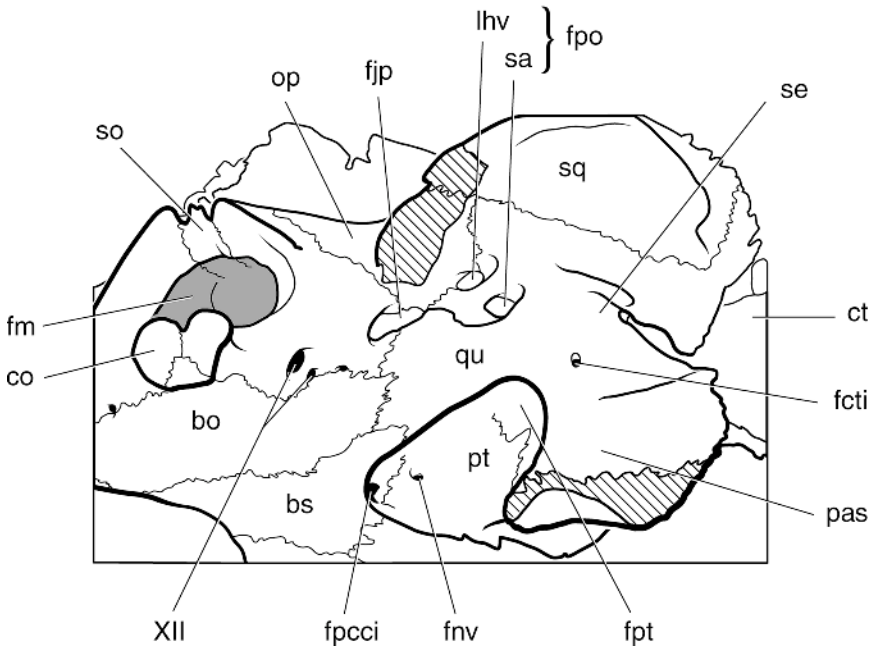 lhv
fpo
sa
fjp
op
se
so
sq
fm
ct
co
qu
fcti
bo
pt
bs
pas
XII
fpcci
fnv
fpt